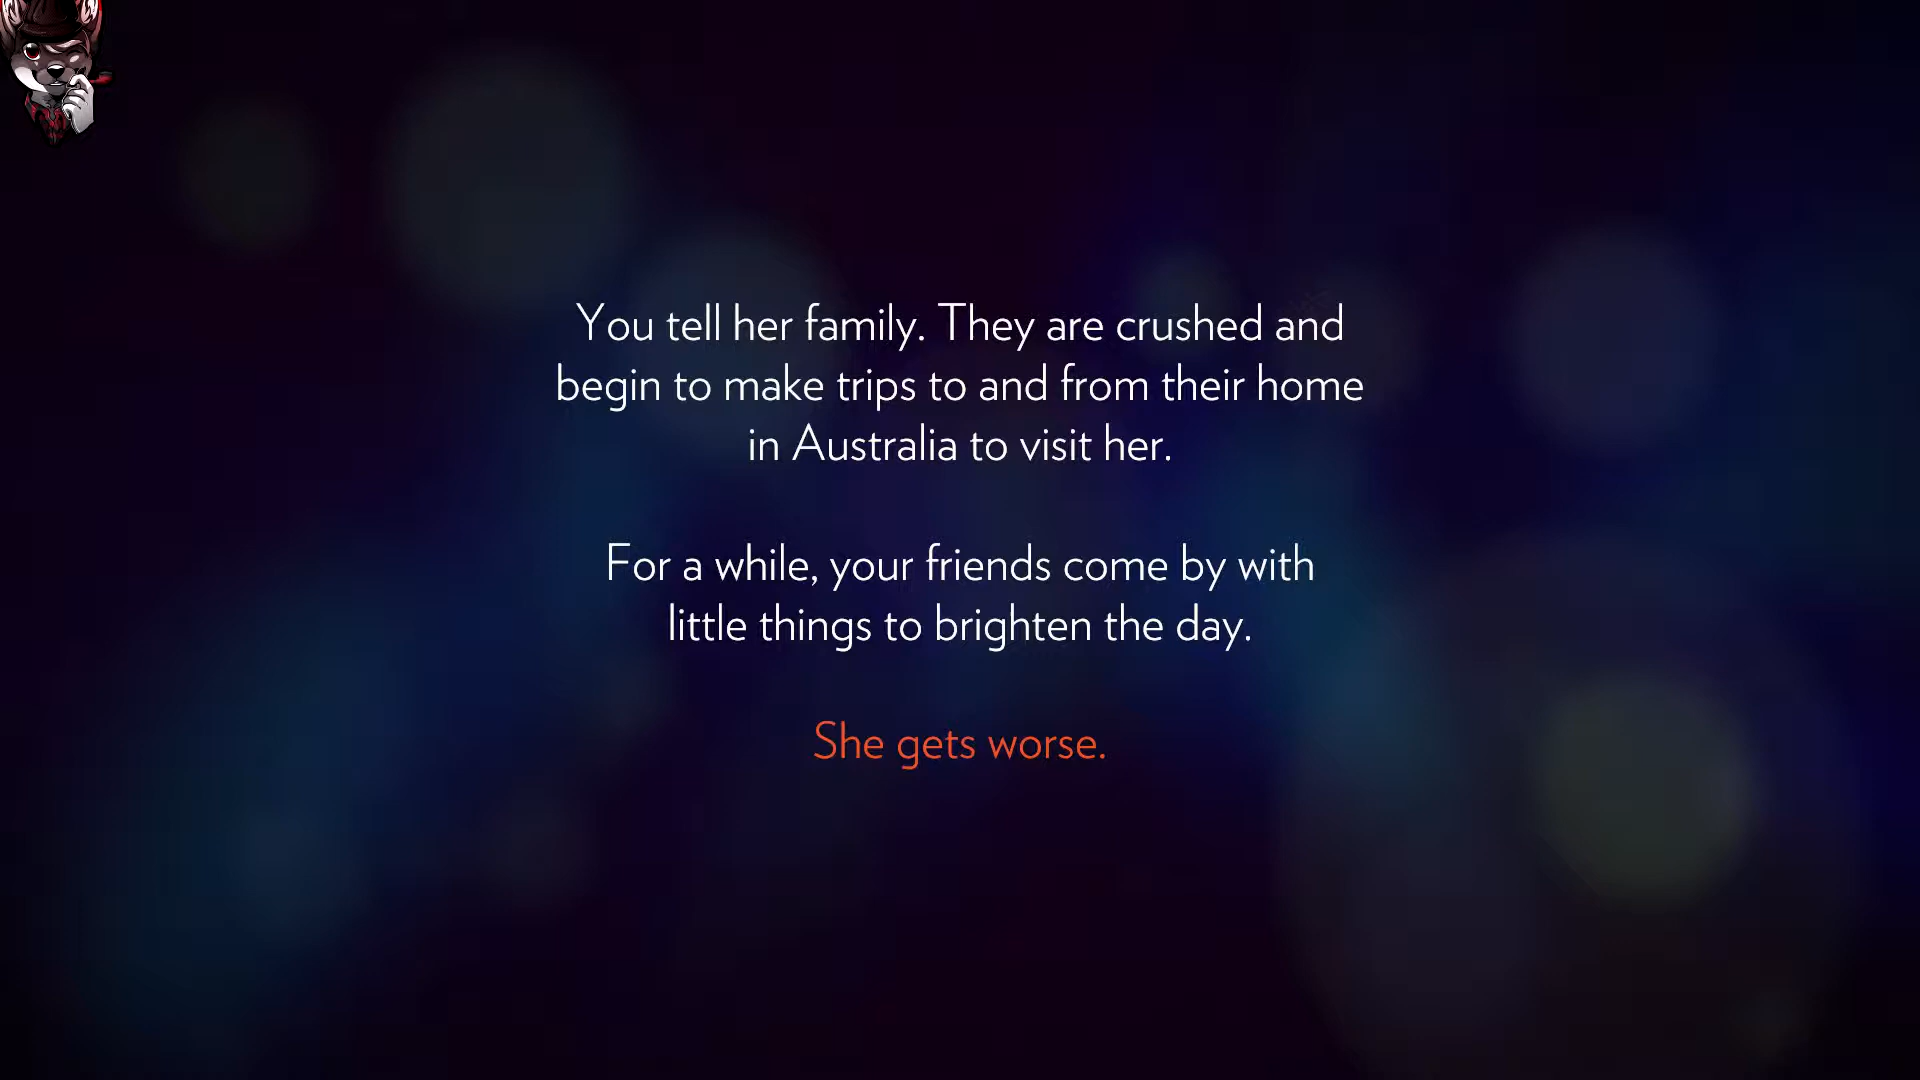 You tell her family. They are crushed and
begin to make trips to and from their home
in Australia to visit her.
For a while, your friends come by with
little things to brighten the day.
She gets worse.